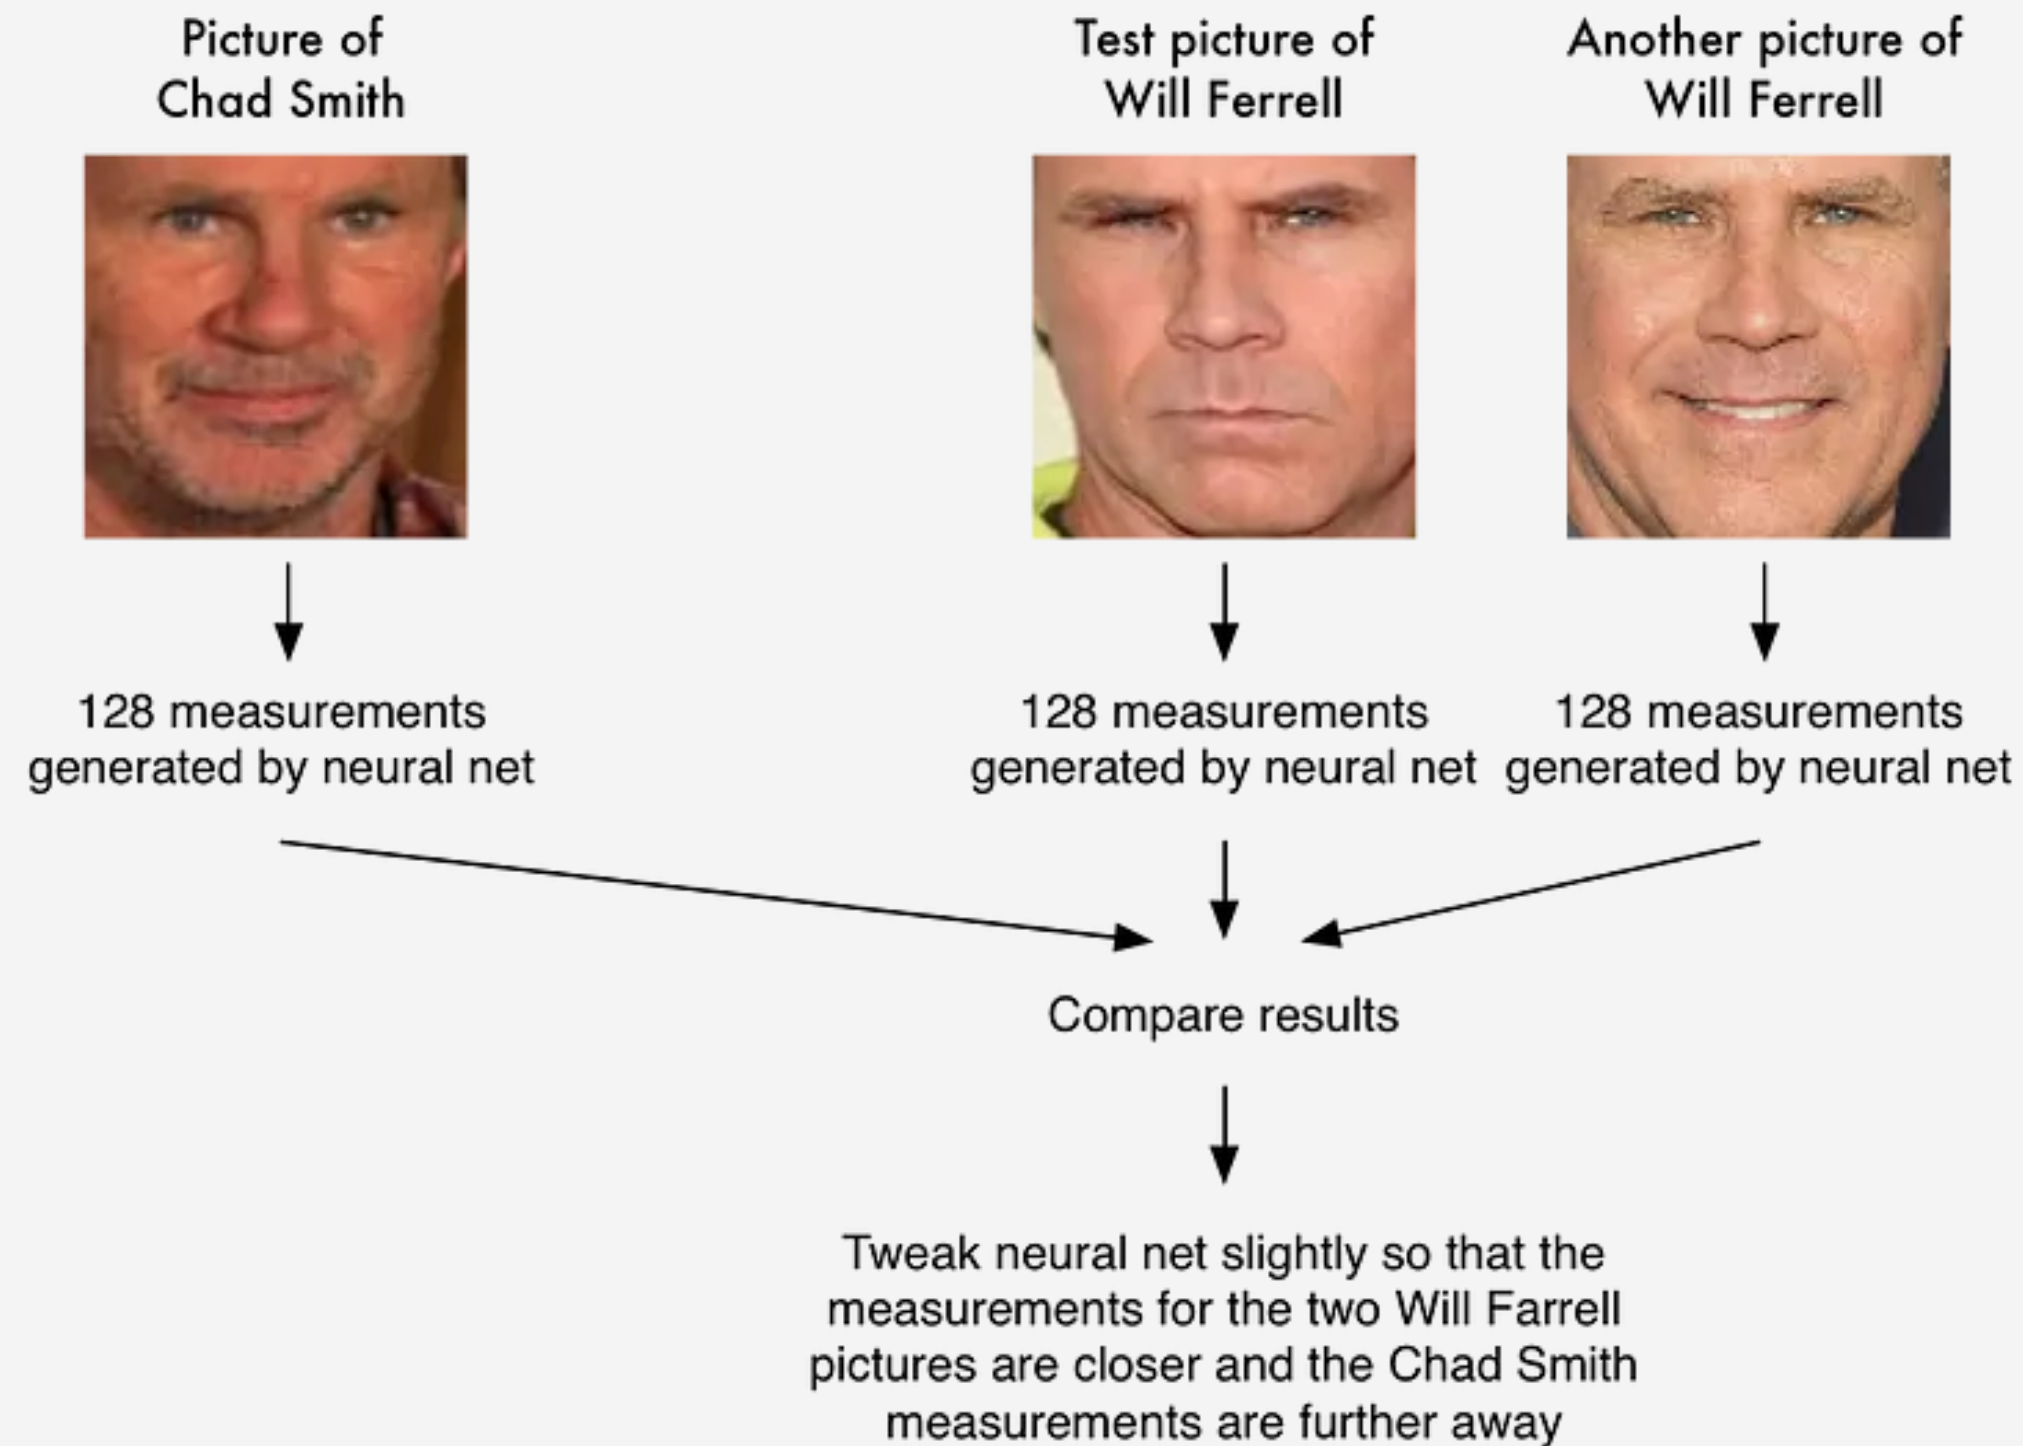 Picture of
Chad Smith
Test picture of
Will Ferrell
Another picture of
Will Ferrell
128 measurements
generated by neural net
128 measurements
generated by neural net
128 measurements
generated by neural net
Compare results
Tweak neural net slightly so that the
measurements for the two Will Farrell
pictures are closer and the Chad Smith
measurements are further away